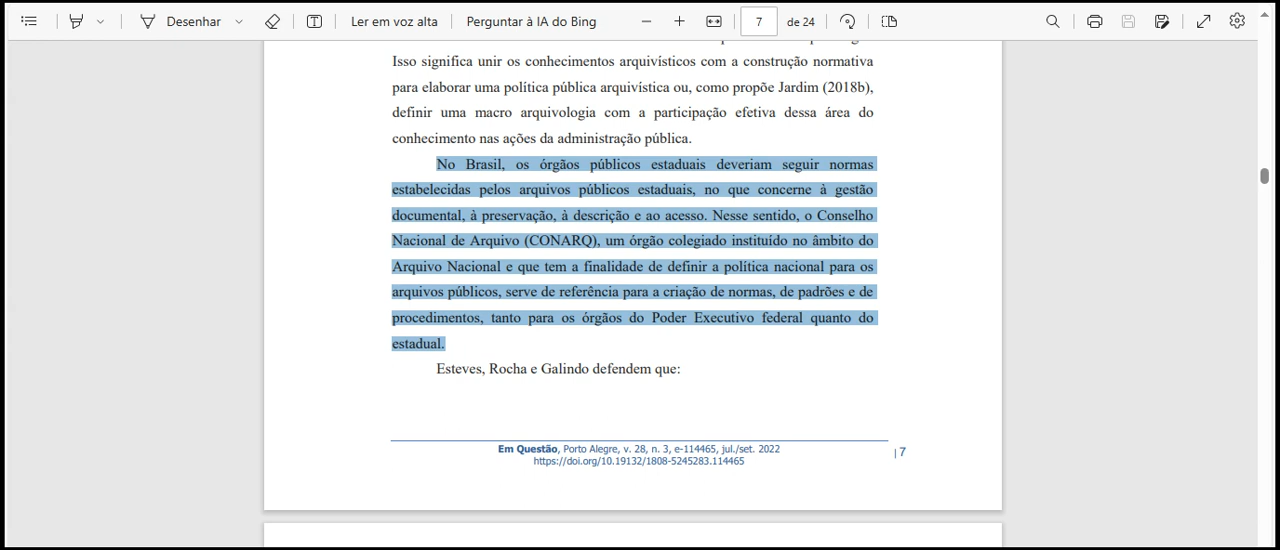 Desenhar
Ler em voz alta
Perguntar à IA do Bing
7
de 24
Isso significa unir os conhecimentos arquivísticos com a construção normativa
para elaborar uma política pública arquivística ou, como propõe Jardim (2018b),
definir uma macro arquivologia com a participação efetiva dessa área do
conhecimento nas ações da administração pública.
No Brasil, os órgãos públicos estaduais deveriam seguir normas
estabelecidas pelos arquivos públicos estaduais, no que concerne à gestão
documental, à preservação, à descrição e ao acesso. Nesse sentido, o Conselho
Nacional de Arquivo (CONARQ), um órgão colegiado instituído no âmbito do
Arquivo Nacional e que tem a finalidade de definir a política nacional para os
arquivos públicos, serve de referência para a criação de normas, de padrões e de
procedimentos, tanto para os órgãos do Poder Executivo federal quanto do
estadual.
Esteves, Rocha e Galindo defendem que:
Em Questão, Porto Alegre, v. 28, n. 3, e-114465, jul./set. 2022
https://doi.org/10.19132/1808-5245283.114465
| 7